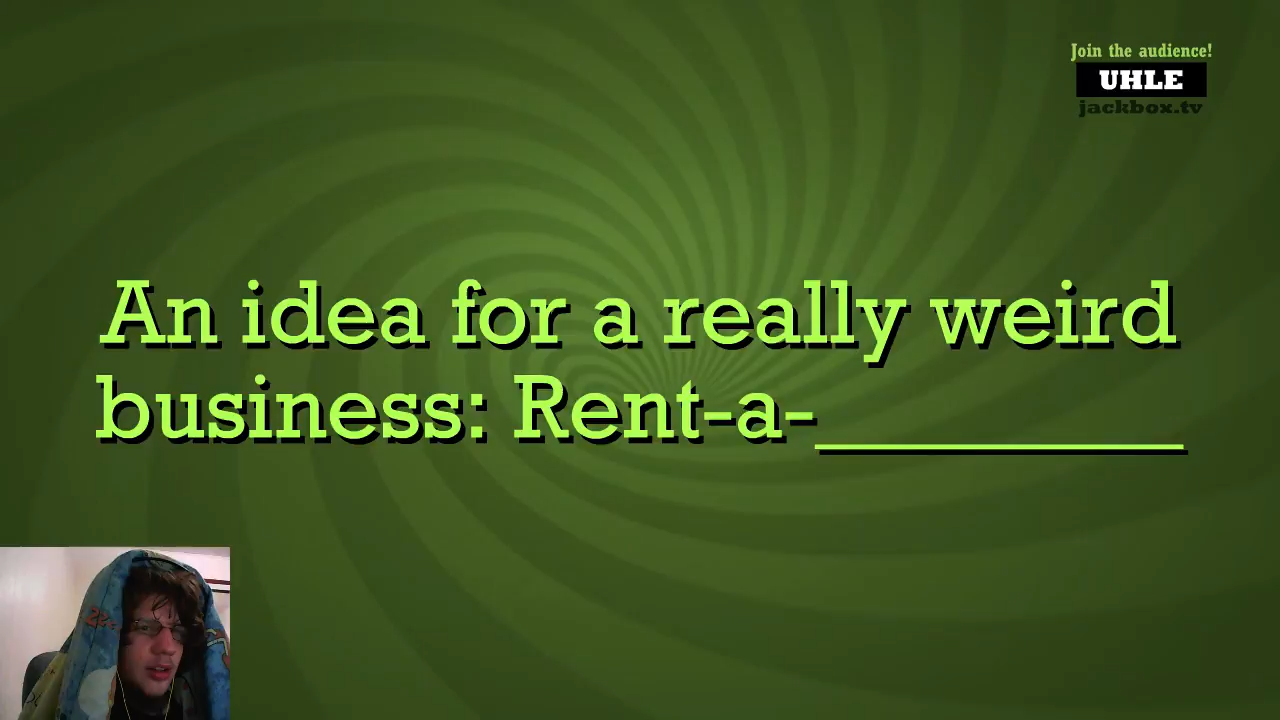 Join the audience!
UHLE
jackbox.tv
An idea for a really weird
business: Rent-a-________